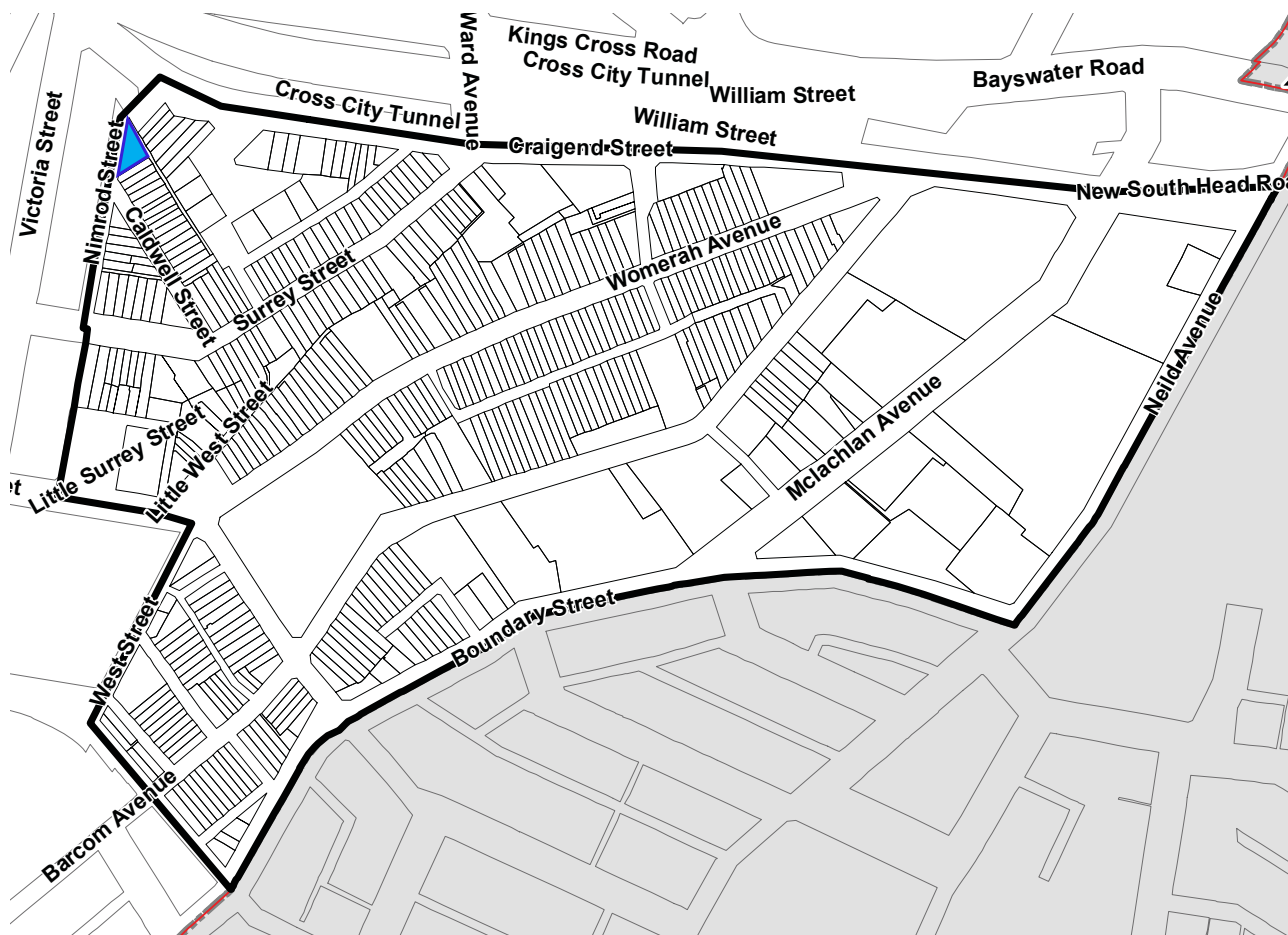 Kings Cross Road
Ward Avenue
Cross City Tunnel
William Street
Bayswater Road
Cross City Tunnel
William Street
Victoria Street
Craigend Street
New South Head Roa
Nimrod Street
Caldwell Street
Womerah Avenue
Surrey Street
Neild Avenue
Little Surrey Street
Little West Street
Mclachlan Avenue
et
Boundary Street
West Street
Barcom Avenue